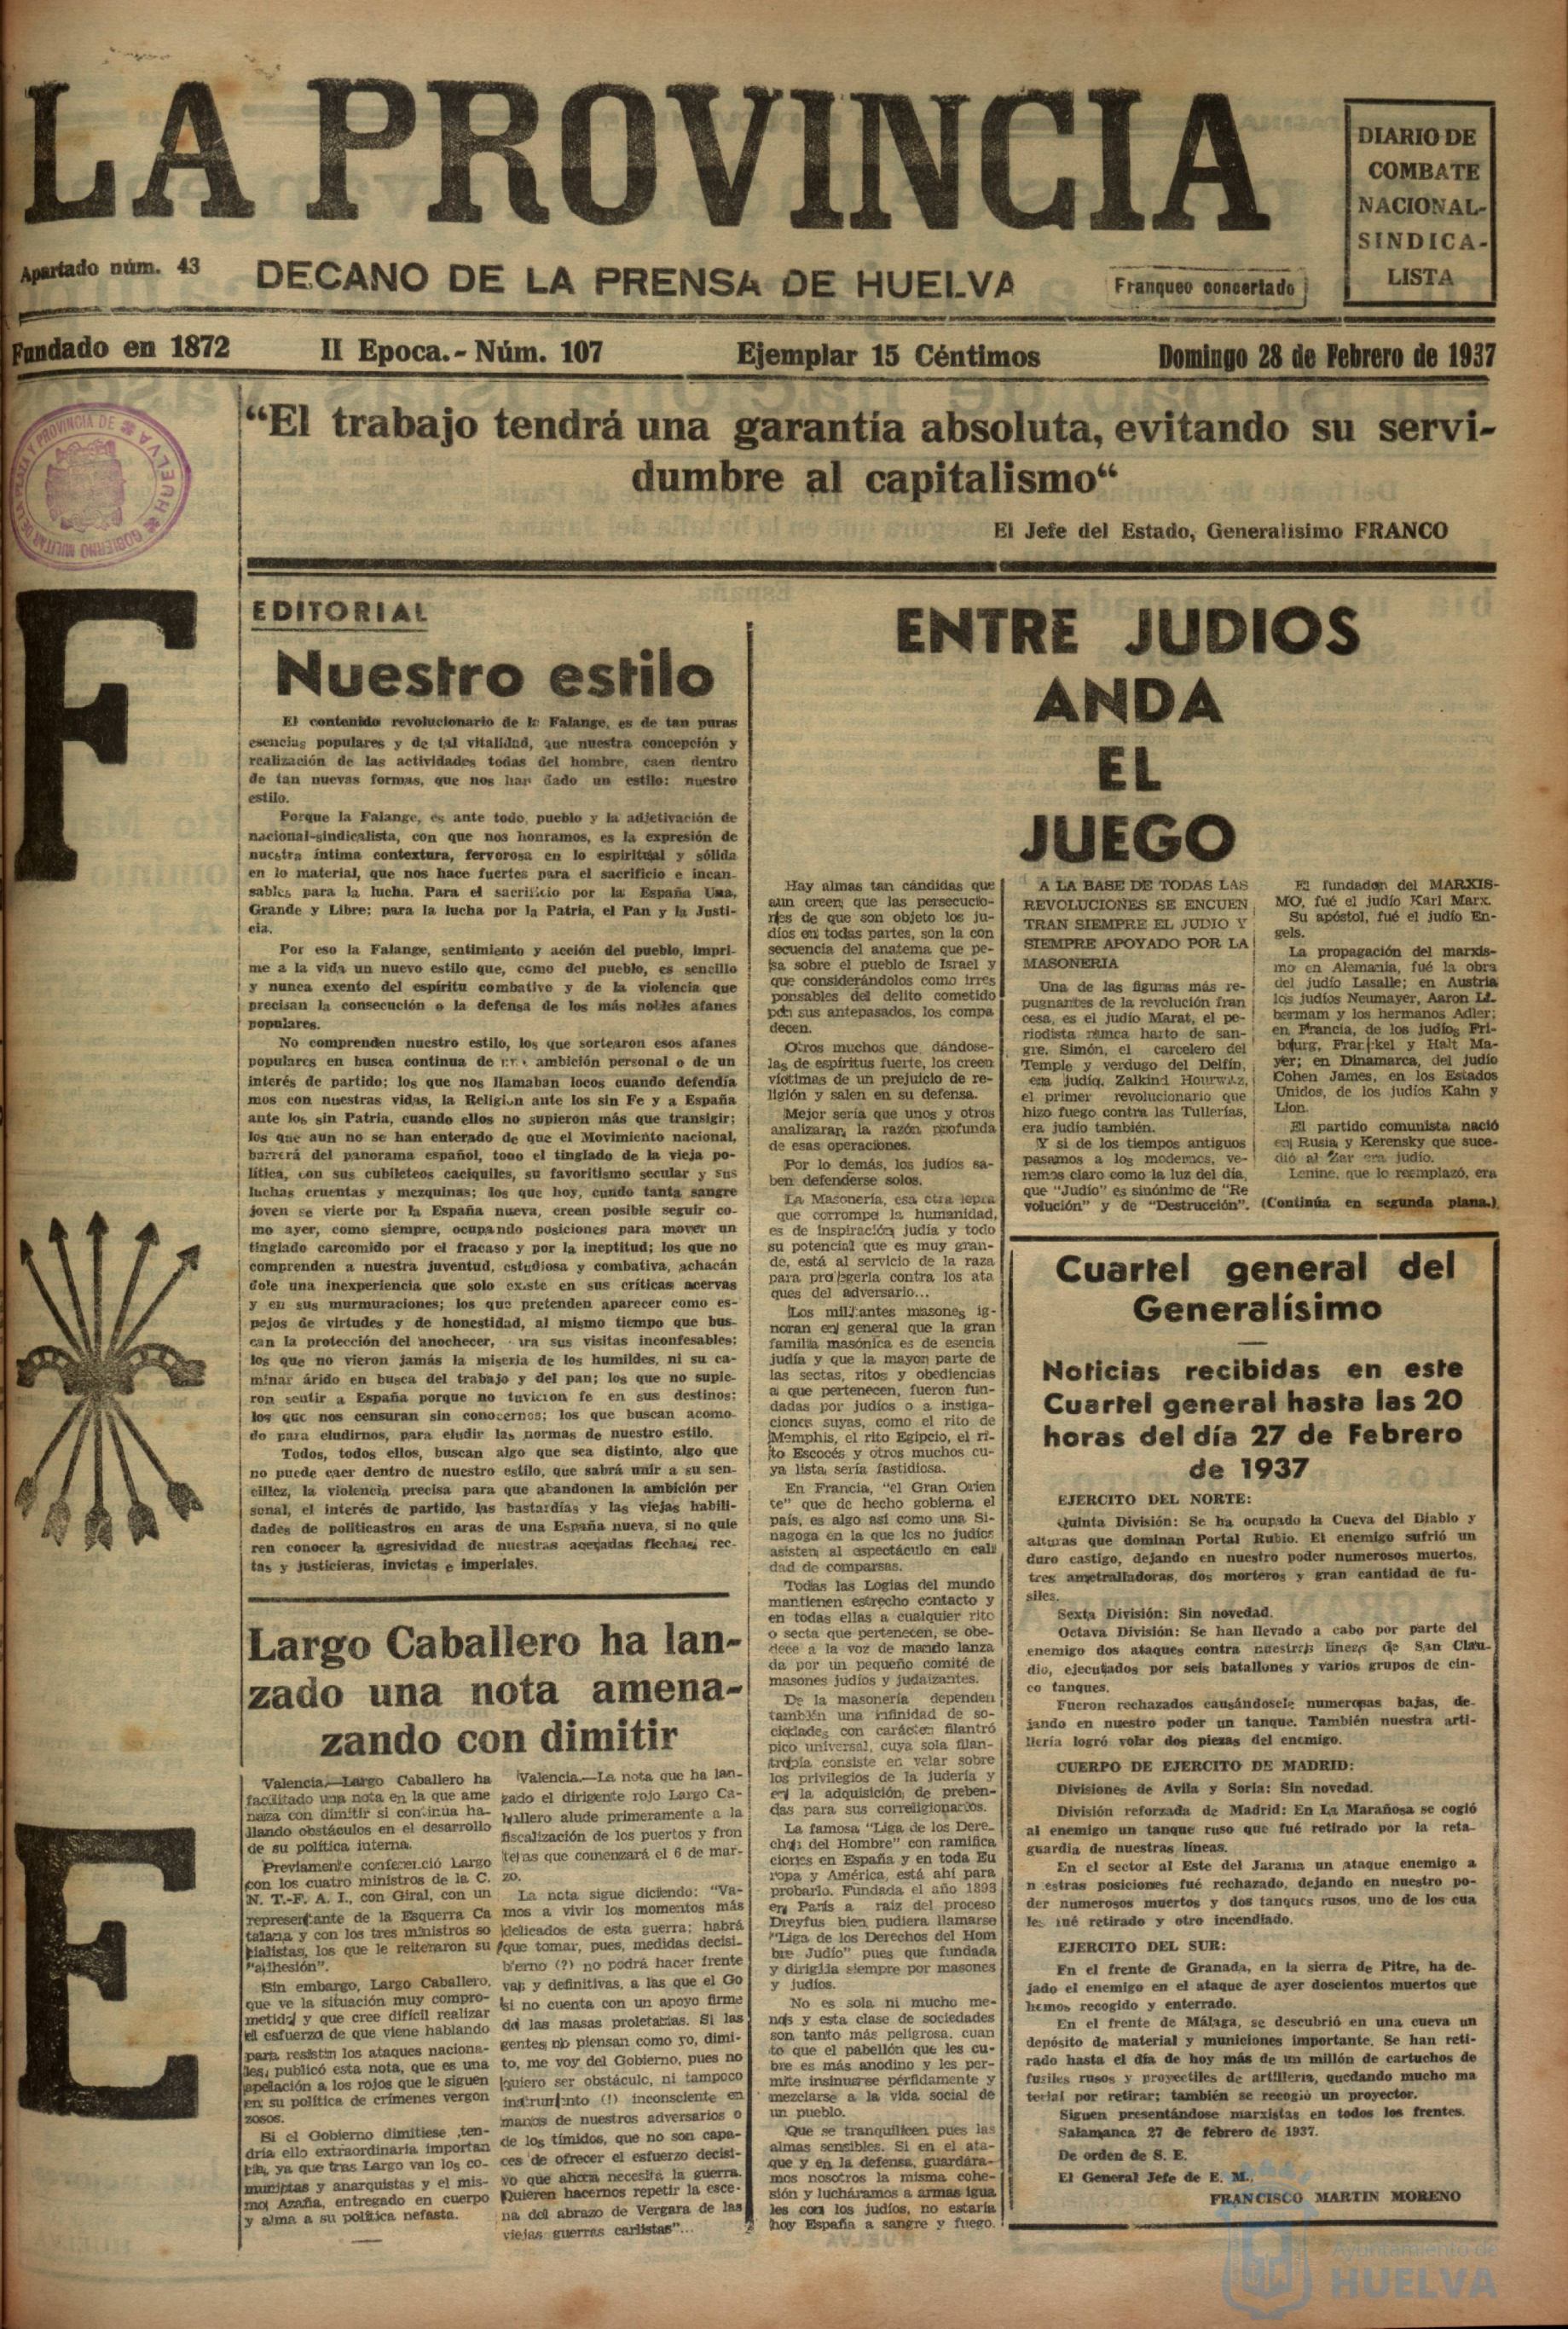 LA PROVINCIA
DIARIO DE
COMBATE
NACIONAL-
SINDICA-
LISTA
Apartado núm. 43
DECANO DE LA PRENSA DE HUELVA
Franqueo concertado
Fundado en 1872
II Epoca.- Núm. 107
Ejemplar 15 Céntimos
Domingo 28 de Febrero de 1937
GOBIERNO MILITAR DE LA PLAZA Y PROVINCIA DE HUELVA
F
E
“El trabajo tendrá una garantía absoluta, evitando su servi-
dumbre al capitalismo“
El Jefe del Estado, Generalisimo FRANCO
EDITORIAL
Nuestro estilo
El contenido revolucionario de la Falange, es de tan puras
esencias populares y de tal vitalidad, que nuestra concepción y
realización de las actividades todas del hombre, caen dentro
de tan nuevas formas, que nos han dado un estilo: nuestro
estilo.
Porque la Falange, es ante todo, pueblo y la adjetivación de
nacional-sindicalista, con que nos honramos, es la expresión de
nuestra íntima contextura, fervorosa en lo espiritual y sólida
en lo material, que nos hace fuertes para el sacrificio e incan-
sables para la lucha. Para el sacrificio por la España Una,
Grande y Libre; para la lucha por la Patria, el Pan y la Justi-
cia.
Por eso la Falange, sentimiento y acción del pueblo, impri-
me a la vida un nuevo estilo que, como del pueblo, es sencillo
y nunca exento del espíritu combativo y de la violencia que
precisan la consecución o la defensa de los más nobles afanes
populares.
No comprenden nuestro estilo, los que sortearon esos afanes
populares en busca continua de ambición personal o de un
interés de partido; los que nos llamaban locos cuando defendía
mos con nuestras vidas, la Religion ante los sin Fe y a España
ante los sin Patria, cuando ellos no supieron más que transigir;
los que aun no se han enterado de que el Movimiento nacional,
barrerá del panorama español, todo el tinglado de la vieja po-
lítica, con sus cubileteos caciquiles, su favoritismo secular y sus
luchas cruentas y mezquinas; los que hoy, cundo tanta sangre
joven se vierte por la España nueva, creen posible seguir co-
mo ayer, como siempre, ocupando posiciones para mover un
tinglado carcomido por el fracaso y por la ineptitud; los que no
comprenden a nuestra juventud, estudiosa y combativa, achacán
dole una inexperiencia que solo existe en sus críticas acervas
y en sus murmuraciones; los que pretenden aparecer como es-
pejos de virtudes y de honestidad, al mismo tiempo que bus-
can la protección del anochecer, para sus visitas inconfesables;
los que no vieron jamás la miseria de los humildes, ni su ca-
minar árido en busca del trabajo y del pan; los que no supie-
ron sentir a España porque no tuvieron fe en sus destinos;
los que nos censuran sin conocernos; los que buscan acomo-
do para eludirnos, para eludir las normas de nuestro estilo.
Todos, todos ellos, buscan algo que sea distinto, algo que
no puede caer dentro de nuestro estilo, que sabrá unir a su sen-
cillez, la violencia precisa para que abandonen la ambición per
sonal, el interés de partido, las bastardías y las viejas habili-
dades de politicastros en aras de una España nueva, si no quie
ren conocer la agresividad de nuestras aceradas flechas, rec-
tas y justicieras, invictas e imperiales.
Largo Caballero ha lan-
zado una nota amena-
zando con dimitir
Valencia.—Largo Caballero ha
facilitado una nota en la que ame
naza con dimitir si continúa ha-
llando obstáculos en el desarrollo
de su política interna.
Previamente conferenció Largo
con los cuatro ministros de la C.
N. T.-F. A. I., con Giral, con un
representante de la Esquerra Ca
talana y con los tres ministros so
cialistas, los que le reiteraron su
"adhesión".
Sin embargo, Largo Caballero,
que ve la situación muy compro-
metida y que cree difícil realizar
el esfuerzo de que viene hablando
para resistir los ataques naciona-
les, publicó esta nota, que es una
apelación a los rojos que le siguen
en su política de crímenes vergon
zosos.
Si el Gobierno dimitiese ,ten-
dría ello extraordinaria importan
cia, ya que tras Largo van los co-
munistas y anarquistas y el mis-
mo Azaña, entregado en cuerpo
y alma a su política nefasta.
Valencia.—La nota que ha lan-
zado el dirigente rojo Largo Ca-
ballero alude primeramente a la
fiscalización de los puertos y fron
teras que comenzará el 6 de mar-
zo.
La nota sigue diciendo: "Va-
mos a vivir los momentos más
delicados de esta guerra; habrá
que tomar, pues, medidas decisi-
bierno (?) no podrá hacer frente
vas y definitivas, a las que el Go
si no cuenta con un apoyo firme
de las masas proletarias. Si las
gentes no piensan como yo, dimi-
to, me voy del Gobierno, pues no
quiero ser obstáculo, ni tampoco
instrumento (!) inconsciente en
manos de nuestros adversarios o
de los tímidos, que no son capa-
ces de ofrecer el esfuerzo decisi-
vo que ahora necesita la guerra.
Quieren hacernos repetir la esce-
na del abrazo de Vergara de las
viejas guerras carlistas"...
ENTRE JUDIOS
ANDA
EL
JUEGO
Hay almas tan cándidas que
aun creen que las persecucio-
nes de que son objeto los ju-
díos en todas partes, son la con
secuencia del anatema que pe-
sa sobre el pueblo de Israel y
que considerándolos como irres
ponsables del delito cometido
por sus antepasados, los compa
decen.
Otros muchos que, dándose-
las de espíritus fuerte, los creen
víctimas de un prejuicio de re-
ligión y salen en su defensa.
Mejor sería que unos y otros
analizaran la razón profunda
de esas operaciones.
Por lo demás, los judíos sa-
ben defenderse solos.
La Masonería, esa otra lepra
que corrompe la humanidad,
es de inspiración judía y todo
su potencial que es muy gran-
de, está al servicio de la raza
para protegerla contra los ata
ques del adversario...
Los militantes masones ig-
noran en general que la gran
familia masónica es de esencia
judía y que la mayor parte de
las sectas, ritos y obediencias
a que pertenecen, fueron fun-
dadas por judíos o a instiga-
ciones suyas, como el rito de
Memphis, el rito Egipcio, el ri-
to Escocés y otros muchos cu-
ya lista sería fastidiosa.
En Francia, "el Gran Orien
te" que de hecho gobierna el
país, es algo así como una Si-
nagoga en la que los no judíos
asisten al espectáculo en cali
dad de comparsas.
Todas las Logias del mundo
mantienen estrecho contacto y
en todas ellas a cualquier rito
o secta que pertenecen, se obe-
dece a la voz de mando lanza
da por un pequeño comité de
masones judíos y judaizantes.
De la masonería dependen
también una infinidad de so-
ciedades con carácter filantró
pico universal, cuya sola filan-
tropía consiste en velar sobre
los privilegios de la judería y
en la adquisición de preben-
das para sus correligionarios.
La famosa "Liga de los Dere-
chos del Hombre" con ramifica
ciones en España y en toda Eu
ropa y América, está ahí para
probarlo. Fundada el año 1893
en París a raíz del proceso
Dreyfus bien pudiera llamarse
"Liga de los Derechos del Hom
bre Judío" pues que fundada
y dirigida siempre por masones
y judíos.
No es sola ni mucho me-
nos y esta clase de sociedades
son tanto más peligrosa, cuan
to que el pabellón que les cu-
bre es más anodino y les per-
mite insinuarse pérfidamente y
mezclarse a la vida social de
un pueblo.
Que se tranquilicen pues las
almas sensibles. Si en el ata-
que y en la defensa, guardára-
mos nosotros la misma cohe-
sión y lucháramos a armas igua
les con los judíos, no estaría
hoy España a sangre y fuego.
A LA BASE DE TODAS LAS
REVOLUCIONES SE ENCUEN
TRAN SIEMPRE EL JUDIO Y
SIEMPRE APOYADO POR LA
MASONERIA
Una de las figuras más re-
pugnantes de la revolución fran
cesa, es el judío Marat, el pe-
riodista nunca harto de san-
gre. Simón, el carcelero del
Temple y verdugo del Delfín,
era judío. Zalkind Hourwitz,
el primer revolucionario que
hizo fuego contra las Tullerías,
era judío también.
Y si de los tiempos antiguos
pasamos a los modernos, ve-
remos claro como la luz del día,
que "Judío" es sinónimo de "Re
volución" y de "Destrucción".
El fundador del MARXIS-
MO, fué el judío Karl Marx.
Su apóstol, fué el judío En-
gels.
La propagación del marxis-
mo en Alemania, fué la obra
del judío Lasalle; en Austria
los judíos Neumayer, Aaron Li-
bermam y los hermanos Adler;
en Francia, de los judíos Fri-
bourg, Frankel y Halt Ma-
yer; en Dinamarca, del judío
Cohen James, en los Estados
Unidos, de los judíos Kahn y
Lion.
El partido comunista nació
en Rusia y Kerensky que suce-
dió al Zar era judío.
Lenine, que lo reemplazó, era
(Continúa en segunda plana.)
Cuartel general del
Generalísimo
Noticias recibidas en este
Cuartel general hasta las 20
horas del día 27 de Febrero
de 1937
EJERCITO DEL NORTE:
Quinta División: Se ha ocupado la Cueva del Diablo y
alturas que dominan Portal Rubio. El enemigo sufrió un
duro castigo, dejando en nuestro poder numerosos muertos,
tres ametralladoras, dos morteros y gran cantidad de fu-
siles.
Sexta División: Sin novedad.
Octava División: Se han llevado a cabo por parte del
enemigo dos ataques contra nuestras líneas de San Clau-
dio, ejecutados por seis batallones y varios grupos de cin-
co tanques.
Fueron rechazados causándosele numerosas bajas, de-
jando en nuestro poder un tanque. También nuestra arti-
llería logró volar dos piezas del enemigo.
CUERPO DE EJERCITO DE MADRID:
Divisiones de Avila y Soria: Sin novedad.
División reforzada de Madrid: En La Marañosa se cogió
al enemigo un tanque ruso que fué retirado por la reta-
guardia de nuestras líneas.
En el sector al Este del Jarama un ataque enemigo a
n estras posiciones fué rechazado, dejando en nuestro po-
der numerosos muertos y dos tanques rusos, uno de los cua
les fué retirado y otro incendiado.
EJERCITO DEL SUR:
En el frente de Granada, en la sierra de Pitre, ha de-
jado el enemigo en el ataque de ayer doscientos muertos que
hemos recogido y enterrado.
En el frente de Málaga, se descubrió en una cueva un
depósito de material y municiones importante. Se han reti-
rado hasta el día de hoy más de un millón de cartuchos de
fusiles rusos y proyectiles de artillería, quedando mucho ma
terial por retirar; también se recogió un proyector.
Siguen presentándose marxistas en todos los frentes.
Salamanca 27 de febrero de 1937.
De orden de S. E.
El General Jefe de E. M.,
FRANCISCO MARTIN MORENO
Ayuntamiento de
HUELVA